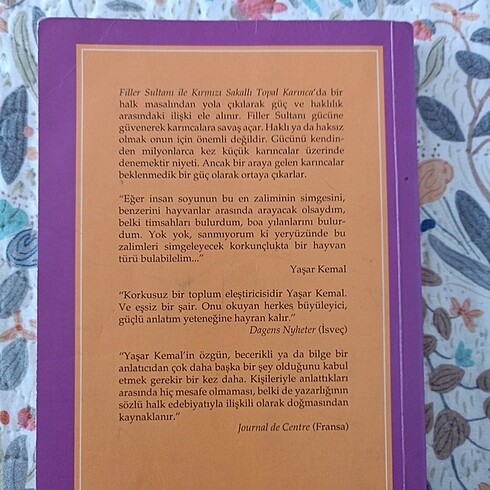 Filler Sultanı ile Kırmızı Sakallı Topal Karınca'da bir
halk masalından yola çıkılarak güç ve haklılık
arasındaki ilişki ele alınır. Filler Sultanı gücüne
güvenerek karıncalara savaş açar. Haklı ya da haksız
olmak onun için önemli değildir. Gücünü kendin-
den milyonlarca kez küçük karıncalar üzerinde
denemektir niyeti. Ancak bir araya gelen karıncalar
beklenmedik bir güç olarak ortaya çıkarlar.
"Eğer insan soyunun bu en zaliminin simgesini,
benzerini hayvanlar arasında arayacak olsaydım,
belki timsahları bulurdum, boa yılanlarını bulur-
dum. Yok yok, sanmıyorum ki yeryüzünde bu
zalimleri simgeleyecek korkunçlukta bir hayvan
türü bulabilelim..."
Yaşar Kemal
"Korkusuz bir toplum eleştiricisidir Yaşar Kemal.
Ve eşsiz bir şair. Onu okuyan herkes büyüleyici,
güçlü anlatım yeteneğine hayran kalır."
Dagens Nyheter (İsveç)
"Yaşar Kemal'in özgün, becerikli ya da bilge bir
anlatıcıdan çok daha başka bir şey olduğunu kabul
etmek gerekir bir kez daha. Kişileriyle anlattıkları
arasında hiç mesafe olmaması, belki de yazarlığının
sözlü halk edebiyatıyla ilişkili olarak doğmasından
kaynaklanır."
Journal de Centre (Fransa)